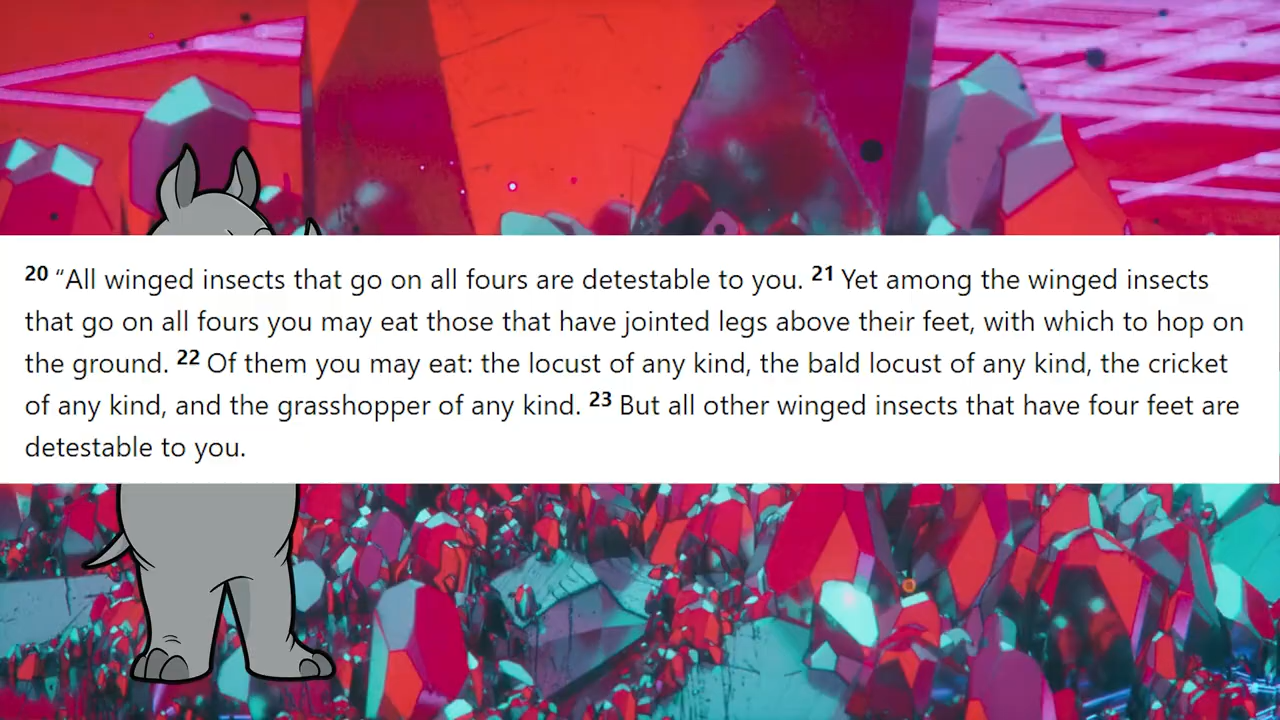 20 “All winged insects that go on all fours are detestable to you. 21 Yet among the winged insects
that go on all fours you may eat those that have jointed legs above their feet, with which to hop on
the ground. 22 Of them you may eat: the locust of any kind, the bald locust of any kind, the cricket
of any kind, and the grasshopper of any kind. 23 But all other winged insects that have four feet are
detestable to you.